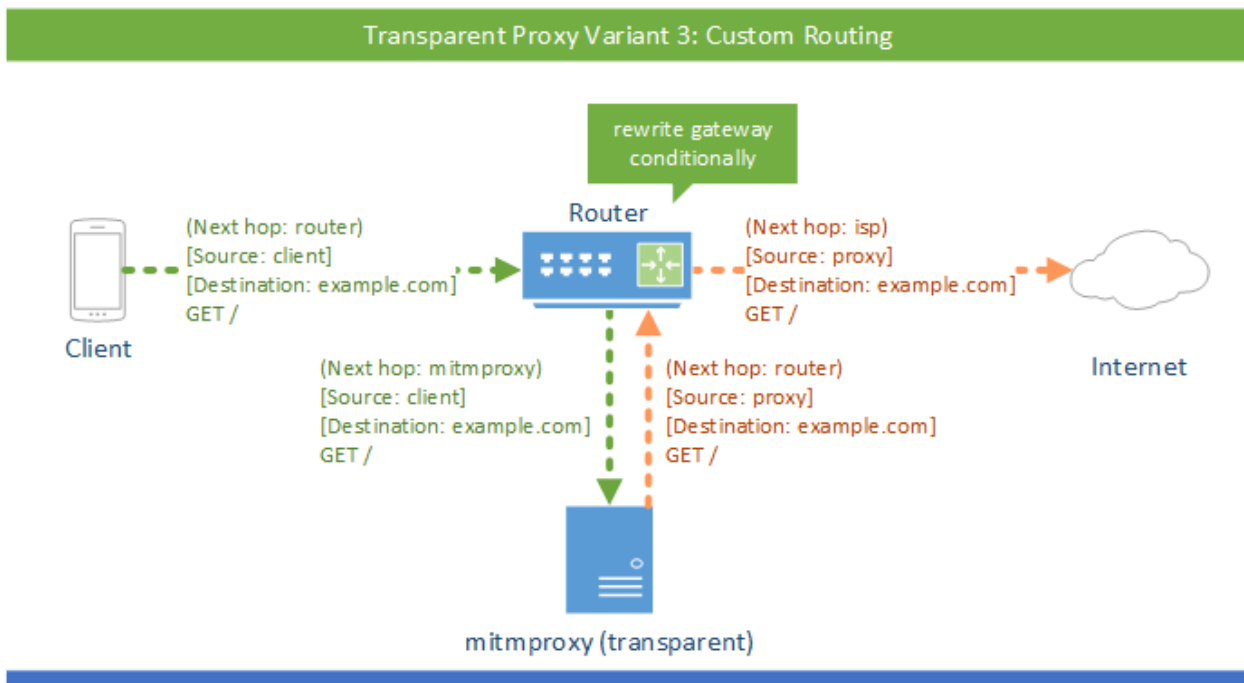 Transparent Proxy Variant 3: Custom Routing
rewrite gateway
conditionally
Router
(Next hop: router)
[Source: client]
[Destination: example.com]
GET /
Client
(Next hop: isp)
[Source: proxy]
[Destination: example.com]
GET /
Internet
(Next hop: mitmproxy)
[Source: client]
[Destination: example.com]
GET /
(Next hop: router)
[Source: proxy]
[Destination: example.com]
GET /
mitmproxy (transparent)